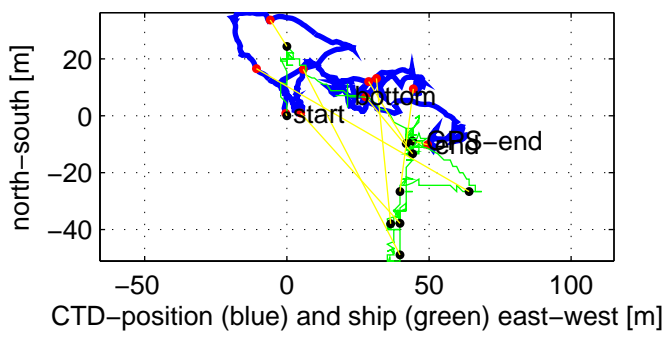 north−south [m]
20
0
−20
−40
bottom
start
GPS−end
end
−50
0
50
100
CTD−position (blue) and ship (green) east−west [m]